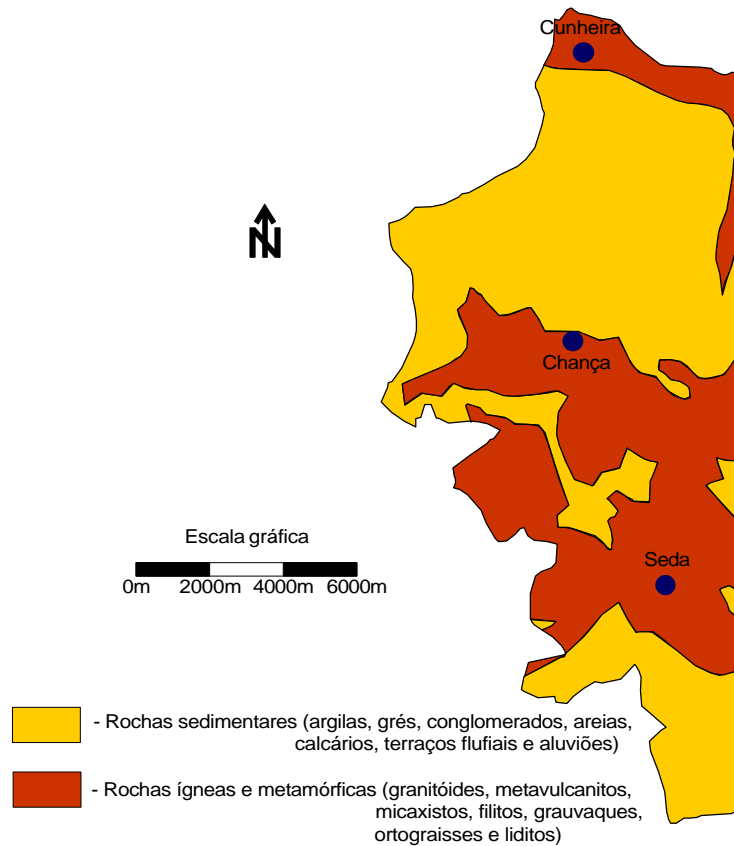 Cunheira
N
Chança
Escala gráfica
0m 2000m 4000m 6000m
Seda
- Rochas sedimentares (argilas, grés, conglomerados, areias,
calcários, terraços flufiais e aluviões)
- Rochas ígneas e metamórficas (granitóides, metavulcanitos,
micaxistos, filitos, grauvaques,
ortograisses e liditos)